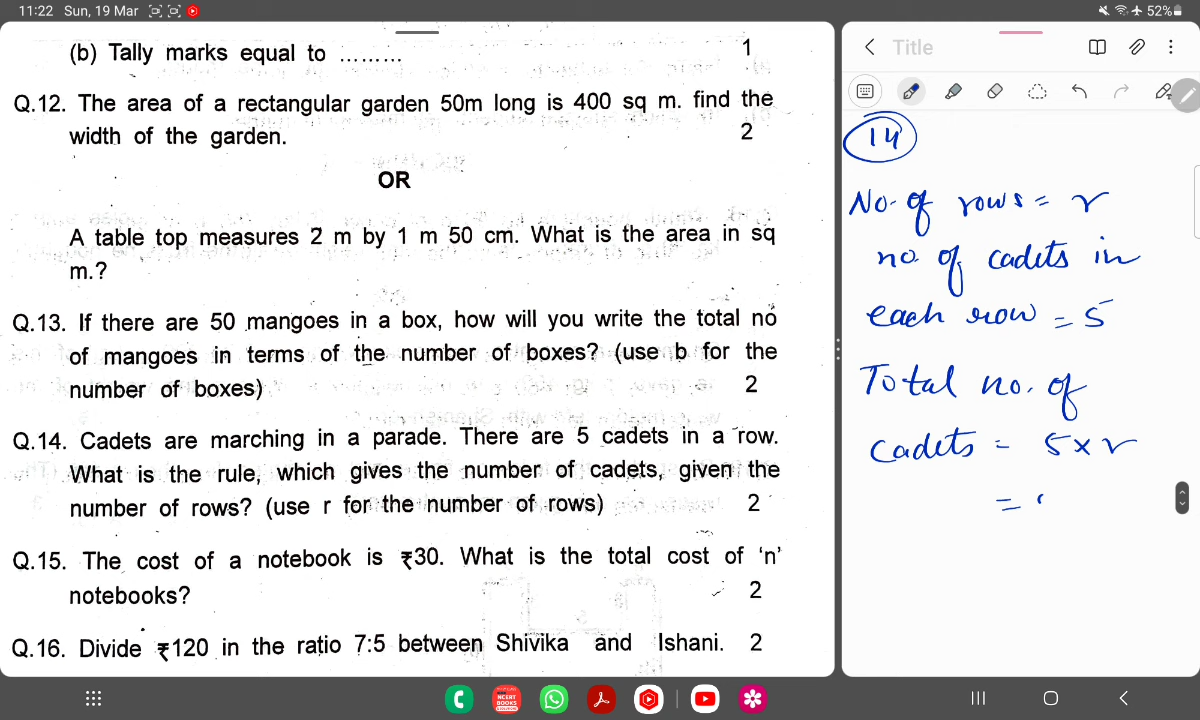 11:22 Sun, 19 Mar
52%
(b) Tally marks equal to ......... 1
Q.12. The area of a rectangular garden 50m long is 400 sq m. find the
width of the garden. 2
OR
A table top measures 2 m by 1 m 50 cm. What is the area in sq
m.?
Q.13. If there are 50 mangoes in a box, how will you write the total no
of mangoes in terms of the number of boxes? (use b for the
number of boxes) 2
Q.14. Cadets are marching in a parade. There are 5 cadets in a row.
What is the rule, which gives the number of cadets, given the
number of rows? (use r for the number of rows) 2
Q.15. The cost of a notebook is ₹30. What is the total cost of 'n'
notebooks? 2
Q.16. Divide ₹120 in the ratio 7:5 between Shivika and Ishani. 2
Title
14
No. of rows = r
no. of cadets in
each row = 5
Total no. of
cadets = 5 x r
=
NCERT
BOOKS